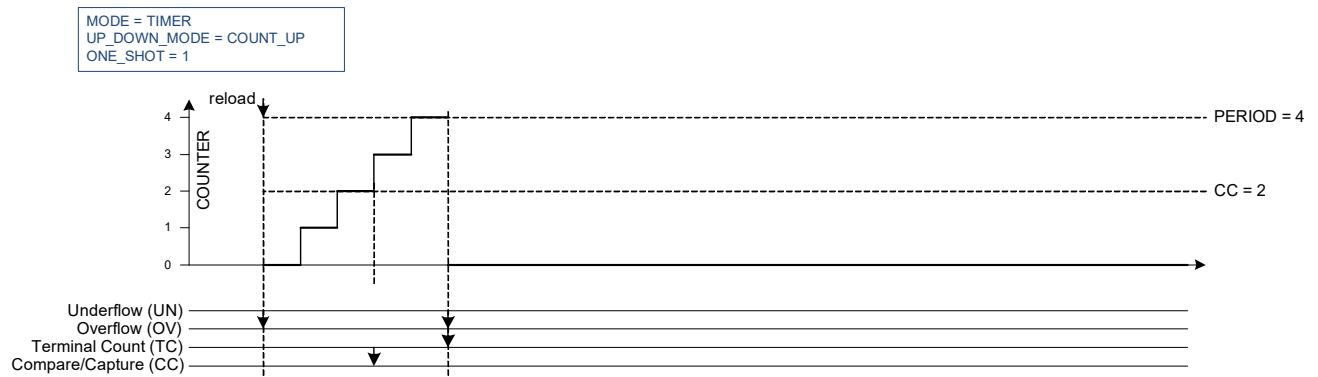 MODE = TIMER
UP_DOWN_MODE = COUNT_UP
ONE_SHOT = 1
reload
4
PERIOD = 4
3
COUNTER
2
CC = 2
1
0
Underflow (UN)
Overflow (OV)
Terminal Count (TC)
Compare/Capture (CC)